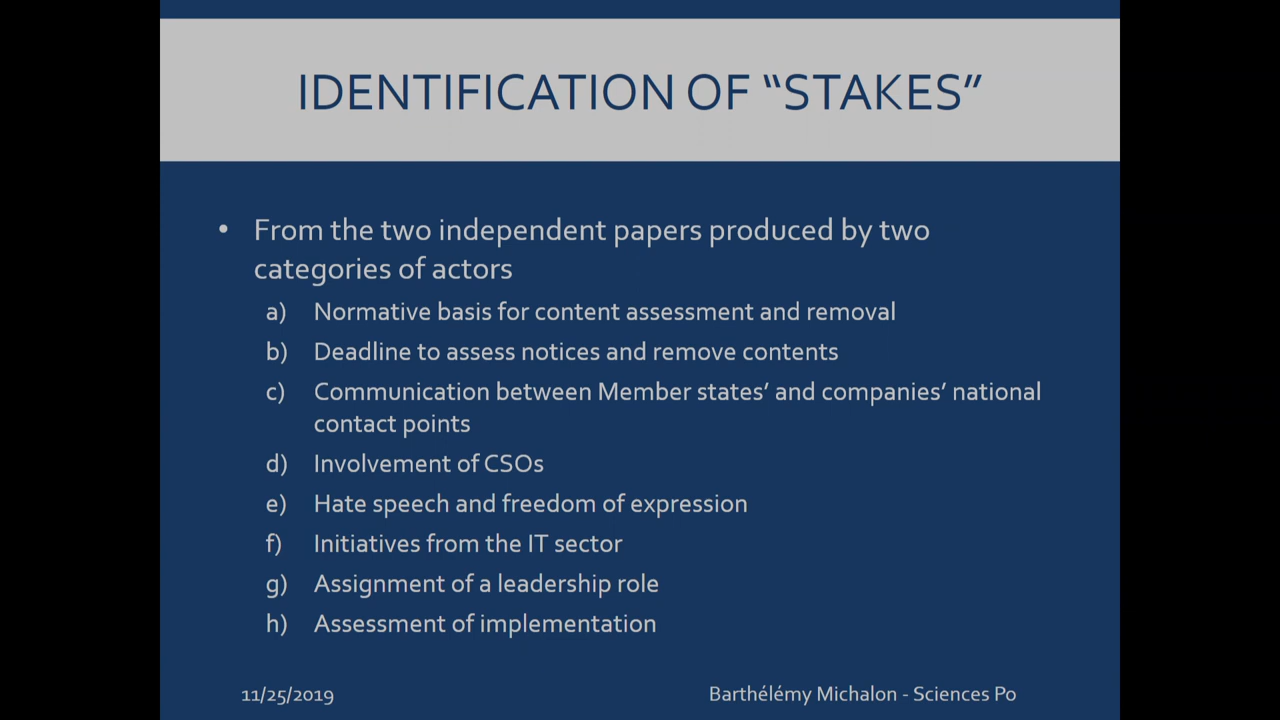 IDENTIFICATION OF “STAKES”
• From the two independent papers produced by two
categories of actors
a) Normative basis for content assessment and removal
b) Deadline to assess notices and remove contents
c) Communication between Member states’ and companies’ national
contact points
d) Involvement of CSOs
e) Hate speech and freedom of expression
f) Initiatives from the IT sector
g) Assignment of a leadership role
h) Assessment of implementation
11/25/2019 Barthélémy Michalon - Sciences Po